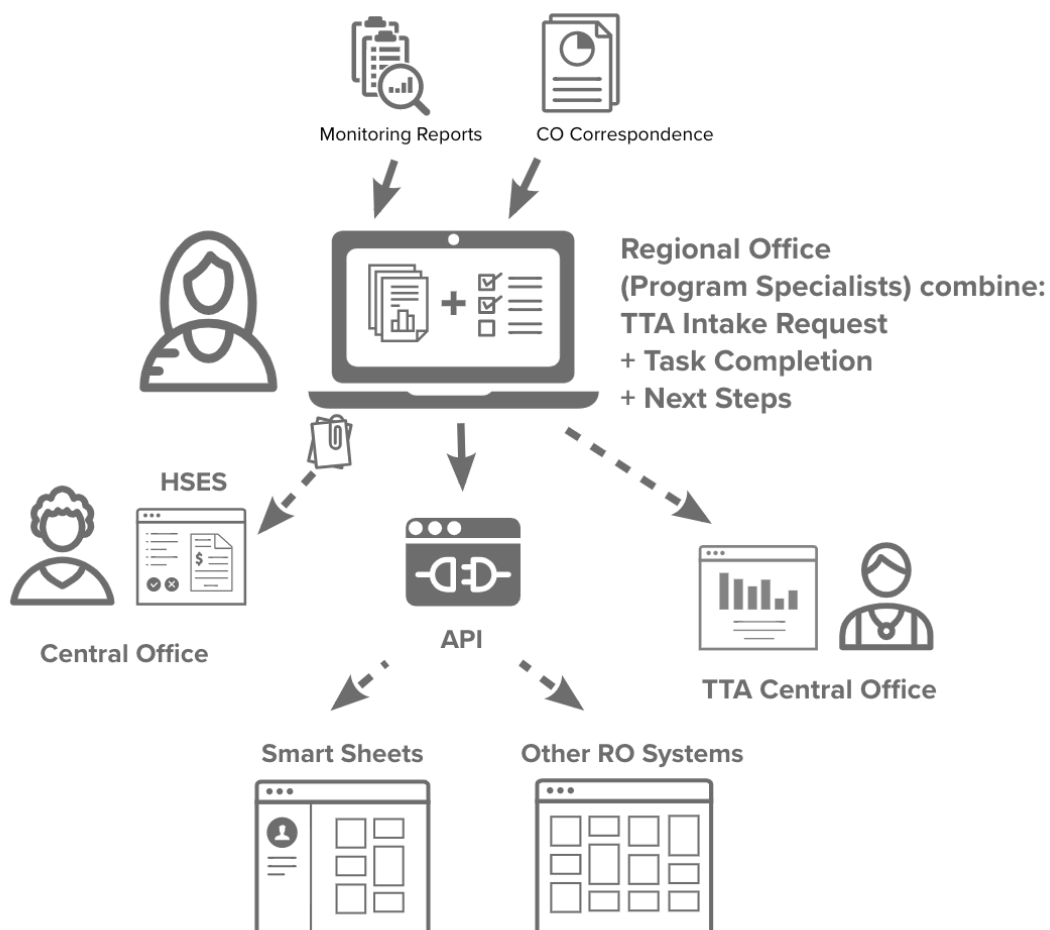 Monitoring Reports
CO Correspondence
Regional Office
(Program Specialists) combine:
TTA Intake Request
+ Task Completion
+ Next Steps
+
HSES
$
Central Office
API
TTA Central Office
Smart Sheets
Other RO Systems